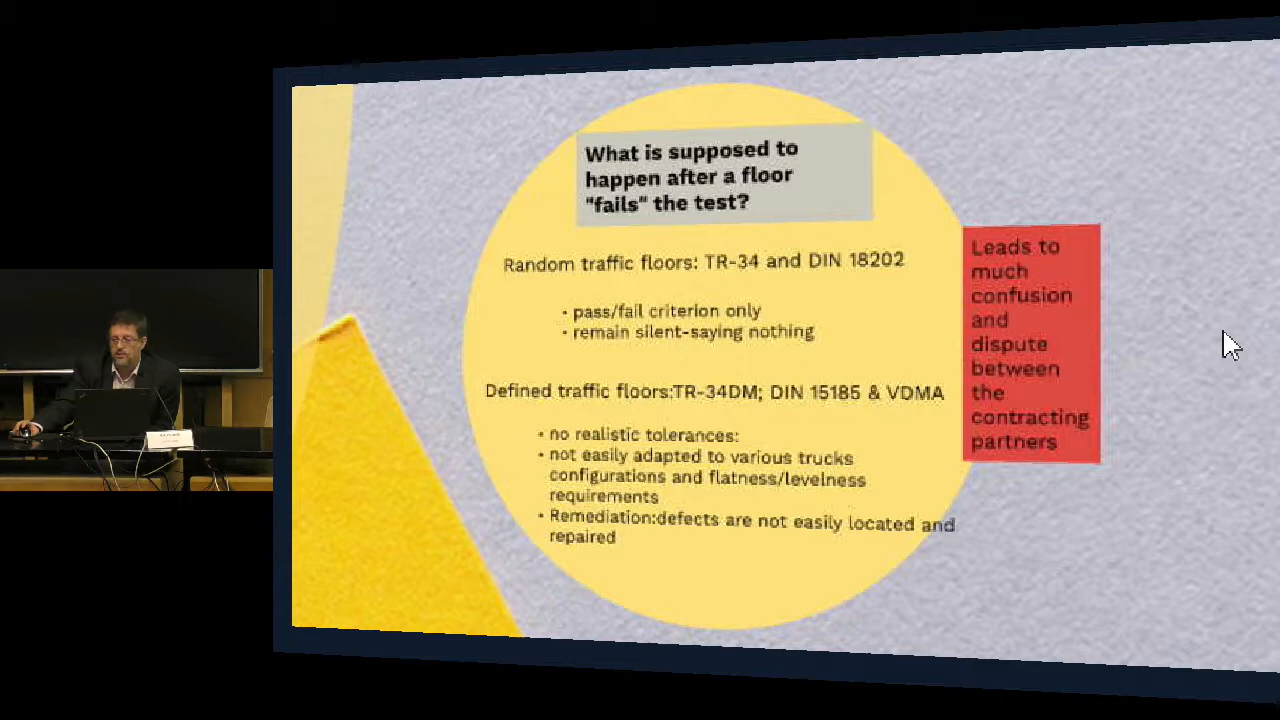 What is supposed to
happen after a floor
"fails" the test?
Random traffic floors: TR-34 and DIN 18202
• pass/fail criterion only
• remain silent-saying nothing
Defined traffic floors:TR-34DM; DIN 15185 & VDMA
• no realistic tolerances:
• not easily adapted to various trucks
configurations and flatness/levelness
requirements
• Remediation:defects are not easily located and
repaired
Leads to
much
confusion
and
dispute
between
the
contracting
partners